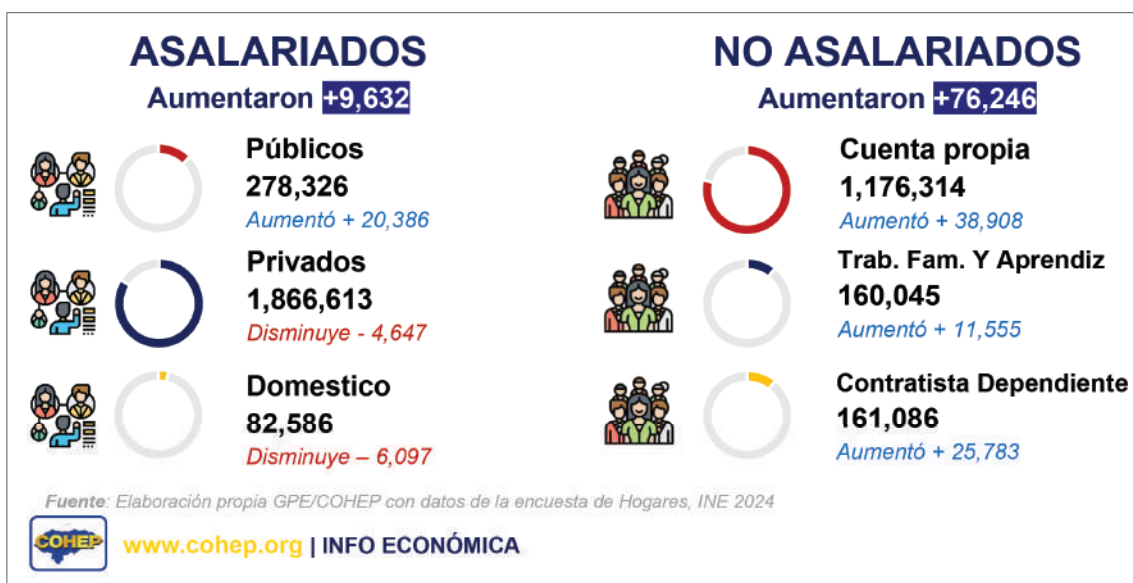 ASALARIADOS
Aumentaron +9,632
Públicos
278,326
Aumentó + 20,386
Privados
1,866,613
Disminuye - 4,647
Domestico
82,586
Disminuye – 6,097
NO ASALARIADOS
Aumentaron +76,246
Cuenta propia
1,176,314
Aumentó + 38,908
Trab. Fam. Y Aprendiz
160,045
Aumentó + 11,555
Contratista Dependiente
161,086
Aumentó + 25,783
Fuente: Elaboración propia GPE/COHEP con datos de la encuesta de Hogares, INE 2024
COHEP
www.cohep.org | INFO ECONÓMICA